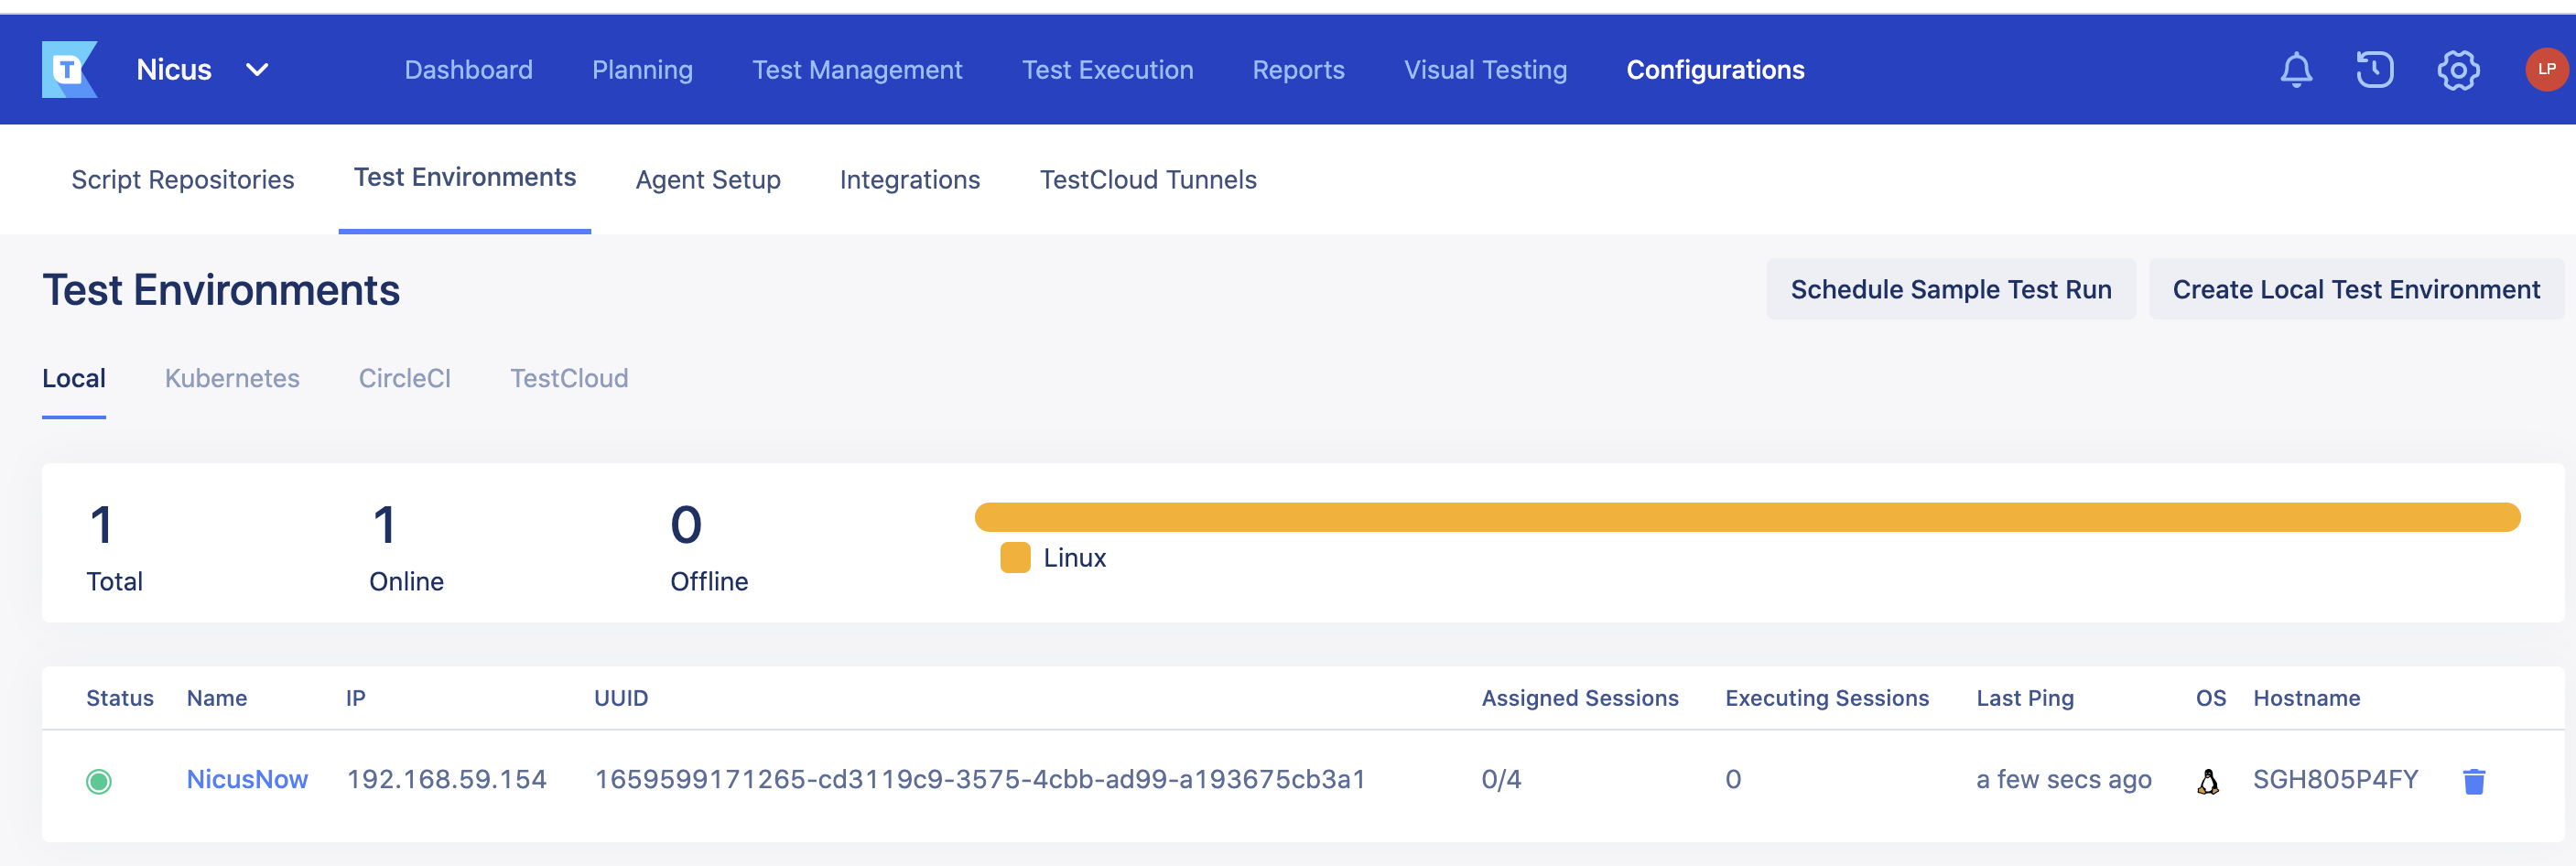 T Nicus Dashboard Planning Test Management Test Execution Reports Visual Testing Configurations LP
Script Repositories Test Environments Agent Setup Integrations TestCloud Tunnels
Test Environments Schedule Sample Test Run Create Local Test Environment
Local Kubernetes CircleCI TestCloud
1 1 0
Total Online Offline
Linux
Status Name IP UUID Assigned Sessions Executing Sessions Last Ping OS Hostname
NicusNow 192.168.59.154 1659599171265-cd3119c9-3575-4cbb-ad99-a193675cb3a1 0/4 0 a few secs ago SGH805P4FY